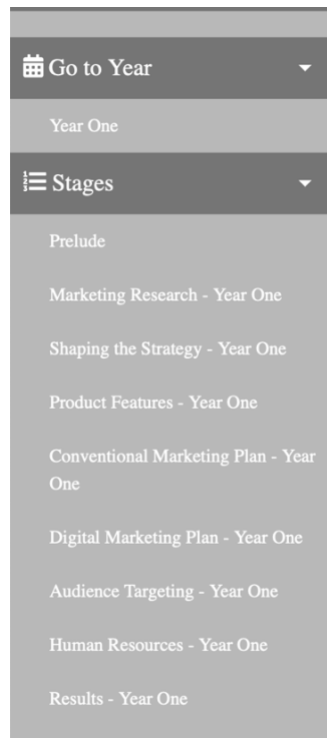 Go to Year
Year One
Stages
Prelude
Marketing Research - Year One
Shaping the Strategy - Year One
Product Features - Year One
Conventional Marketing Plan - Year
One
Digital Marketing Plan - Year One
Audience Targeting - Year One
Human Resources - Year One
Results - Year One